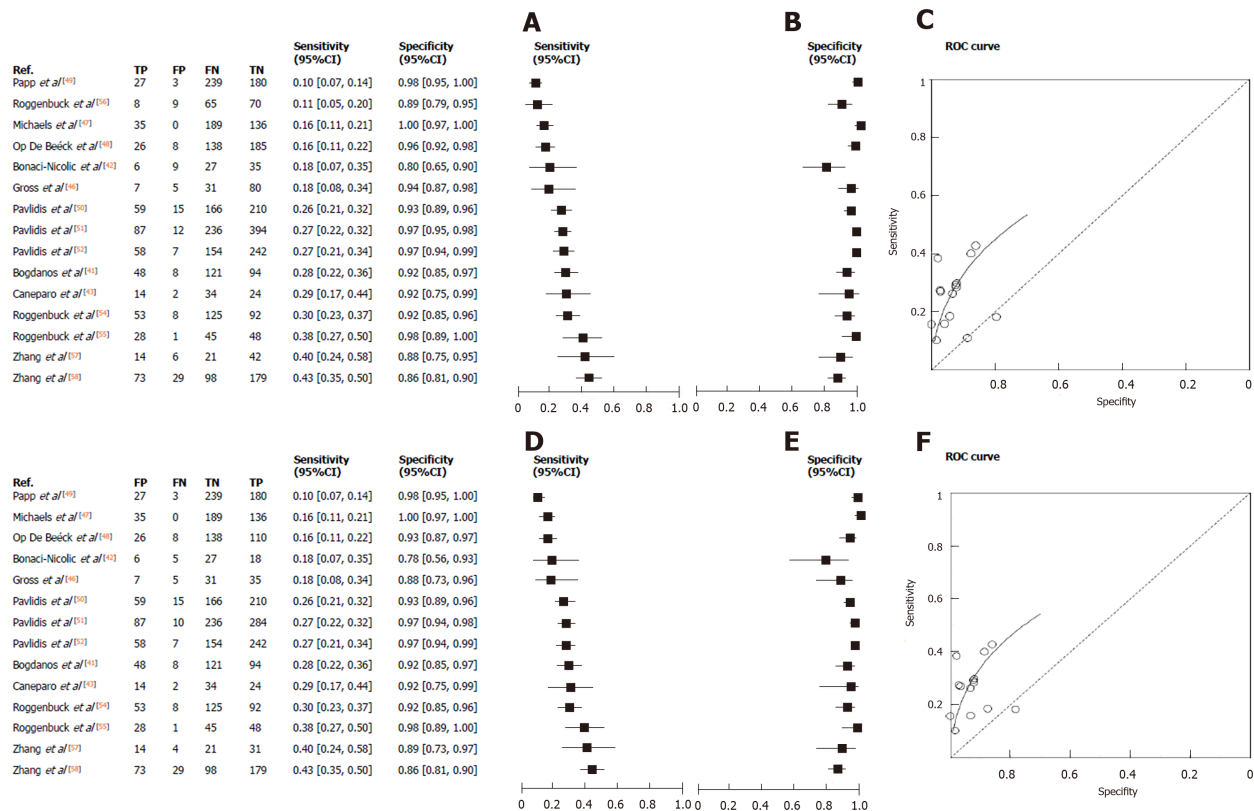 A
B
C
Sensitivity (95%CI)
Specificity (95%CI)
Sensitivity (95%CI)
Specificity (95%CI)
ROC curve
Ref. TP FP FN TN
Papp et al[49] 27 3 239 180 0.10 [0.07, 0.14] 0.98 [0.95, 1.00]
Roggenbuck et al[56] 8 9 65 70 0.11 [0.05, 0.20] 0.89 [0.79, 0.95]
Michaels et al[47] 35 0 189 136 0.16 [0.11, 0.21] 1.00 [0.97, 1.00]
Op De Beéck et al[48] 26 8 138 185 0.16 [0.11, 0.22] 0.96 [0.92, 0.98]
Bonaci-Nicolic et al[42] 6 9 27 35 0.18 [0.07, 0.35] 0.80 [0.65, 0.90]
Gross et al[46] 7 5 31 80 0.18 [0.08, 0.34] 0.94 [0.87, 0.98]
Pavlidis et al[50] 59 15 166 210 0.26 [0.21, 0.32] 0.93 [0.89, 0.96]
Pavlidis et al[51] 87 12 236 394 0.27 [0.22, 0.32] 0.97 [0.95, 0.98]
Pavlidis et al[52] 58 7 154 242 0.27 [0.21, 0.34] 0.97 [0.94, 0.99]
Bogdanos et al[41] 48 8 121 94 0.28 [0.22, 0.36] 0.92 [0.85, 0.97]
Caneparo et al[43] 14 2 34 24 0.29 [0.17, 0.44] 0.92 [0.75, 0.99]
Roggenbuck et al[54] 53 8 125 92 0.30 [0.23, 0.37] 0.92 [0.85, 0.96]
Roggenbuck et al[55] 28 1 45 48 0.38 [0.27, 0.50] 0.98 [0.89, 1.00]
Zhang et al[57] 14 6 21 42 0.40 [0.24, 0.58] 0.88 [0.75, 0.95]
Zhang et al[58] 73 29 98 179 0.43 [0.35, 0.50] 0.86 [0.81, 0.90]
0 0.2 0.4 0.6 0.8 1.0
0 0.2 0.4 0.6 0.8 1.0
1
0.8
0.6
0.4
0.2
Sensitivity
0.8 0.6 0.4 0.2 0
Specifity
D
E
F
Sensitivity (95%CI)
Specificity (95%CI)
Sensitivity (95%CI)
Specificity (95%CI)
ROC curve
Ref. FP FN TN TP
Papp et al[49] 27 3 239 180 0.10 [0.07, 0.14] 0.98 [0.95, 1.00]
Michaels et al[47] 35 0 189 136 0.16 [0.11, 0.21] 1.00 [0.97, 1.00]
Op De Beéck et al[48] 26 8 138 110 0.16 [0.11, 0.22] 0.93 [0.87, 0.97]
Bonaci-Nicolic et al[42] 6 5 27 18 0.18 [0.07, 0.35] 0.78 [0.56, 0.93]
Gross et al[46] 7 5 31 35 0.18 [0.08, 0.34] 0.88 [0.73, 0.96]
Pavlidis et al[50] 59 15 166 210 0.26 [0.21, 0.32] 0.93 [0.89, 0.96]
Pavlidis et al[51] 87 10 236 284 0.27 [0.22, 0.32] 0.97 [0.94, 0.98]
Pavlidis et al[52] 58 7 154 242 0.27 [0.21, 0.34] 0.97 [0.94, 0.99]
Bogdanos et al[41] 48 8 121 94 0.28 [0.22, 0.36] 0.92 [0.85, 0.97]
Caneparo et al[43] 14 2 34 24 0.29 [0.17, 0.44] 0.92 [0.75, 0.99]
Roggenbuck et al[54] 53 8 125 92 0.30 [0.23, 0.37] 0.92 [0.85, 0.96]
Roggenbuck et al[55] 28 1 45 48 0.38 [0.27, 0.50] 0.98 [0.89, 1.00]
Zhang et al[57] 14 4 21 31 0.40 [0.24, 0.58] 0.89 [0.73, 0.97]
Zhang et al[58] 73 29 98 179 0.43 [0.35, 0.50] 0.86 [0.81, 0.90]
0 0.2 0.4 0.6 0.8 1.0
0 0.2 0.4 0.6 0.8 1.0
1
0.8
0.6
0.4
0.2
Sensitivity
0.8 0.6 0.4 0.2 0
Specifity